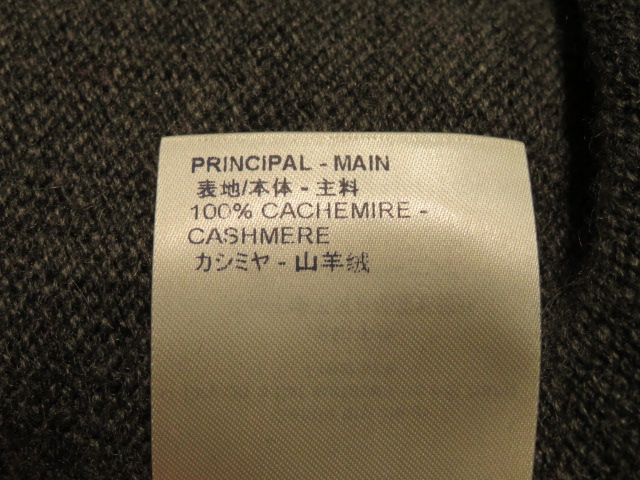 PRINCIPAL - MAIN
表地/本体 - 主料
100% CACHEMIRE -
CASHMERE
カシミヤ - 山羊绒